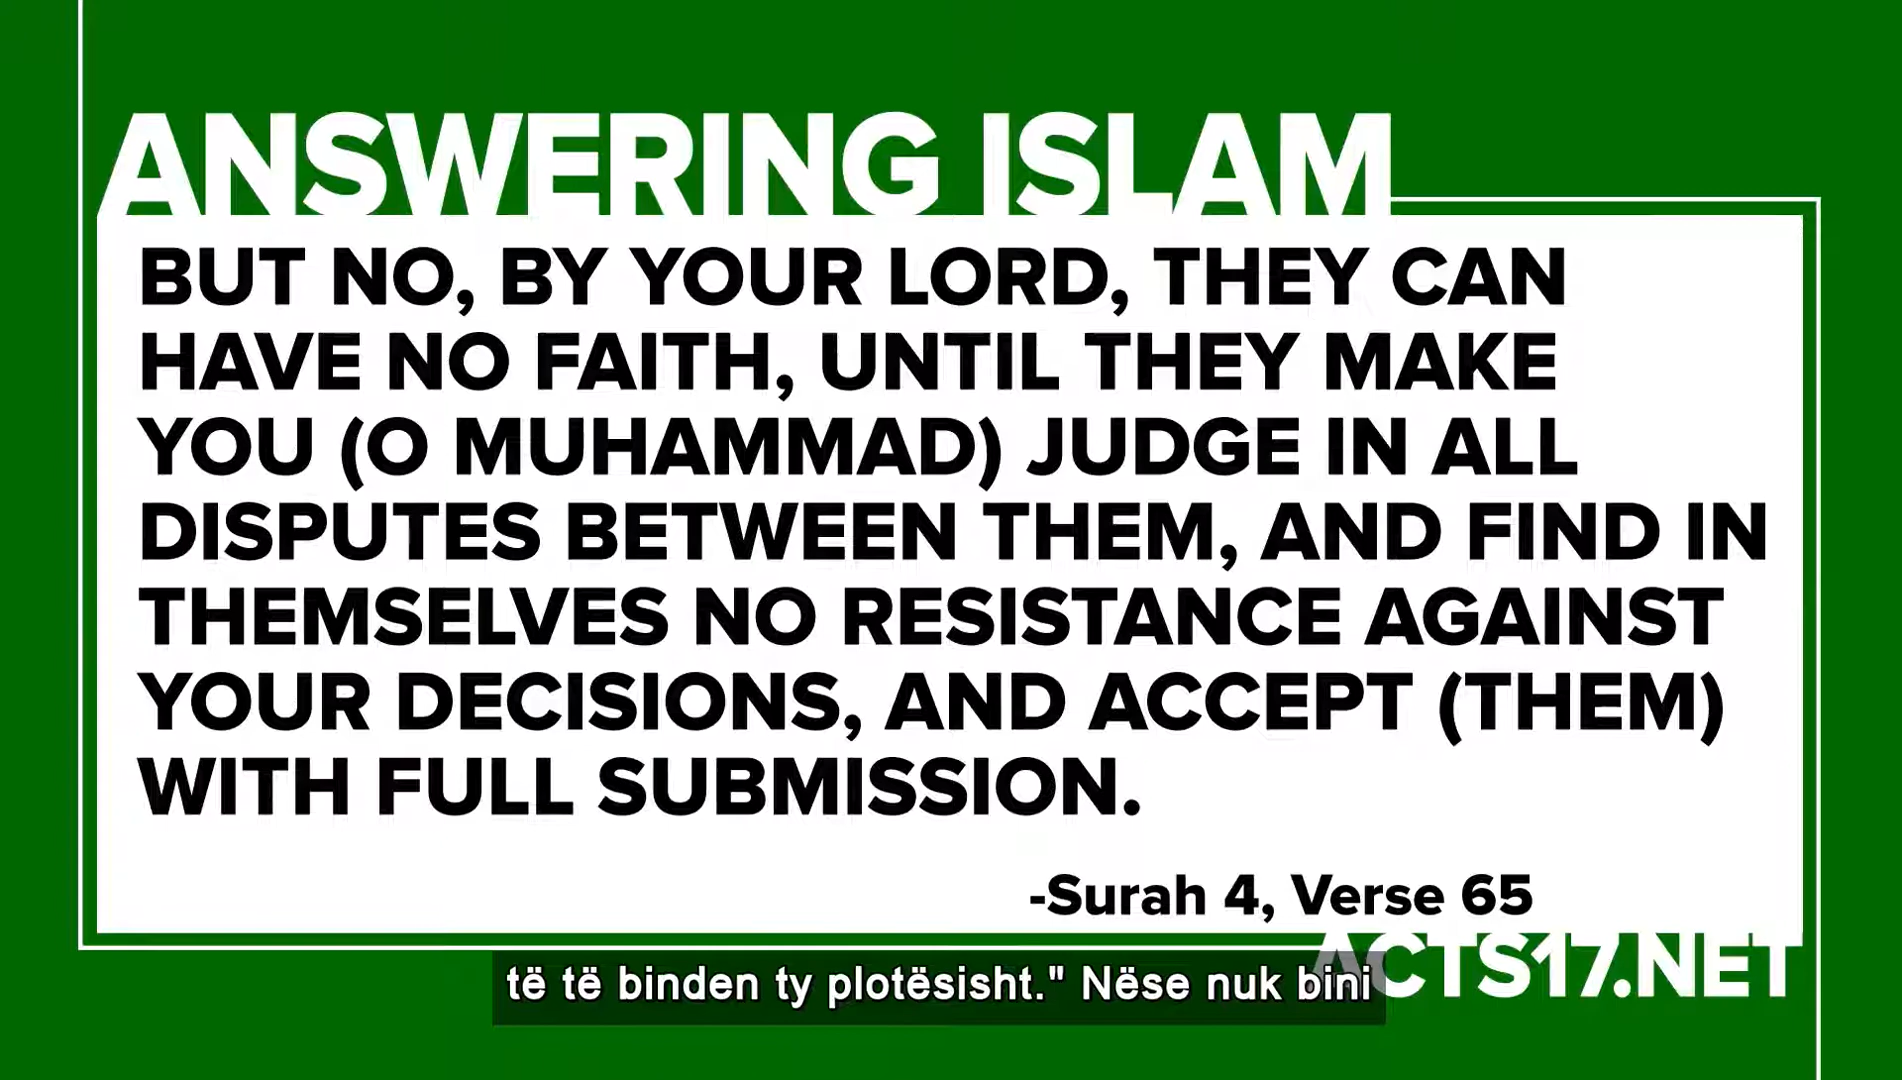 ANSWERING ISLAM
BUT NO, BY YOUR LORD, THEY CAN
HAVE NO FAITH, UNTIL THEY MAKE
YOU (O MUHAMMAD) JUDGE IN ALL
DISPUTES BETWEEN THEM, AND FIND IN
THEMSELVES NO RESISTANCE AGAINST
YOUR DECISIONS, AND ACCEPT (THEM)
WITH FULL SUBMISSION.
-Surah 4, Verse 65
ACTS17.NET
të të binden ty plotësisht." Nëse nuk bini